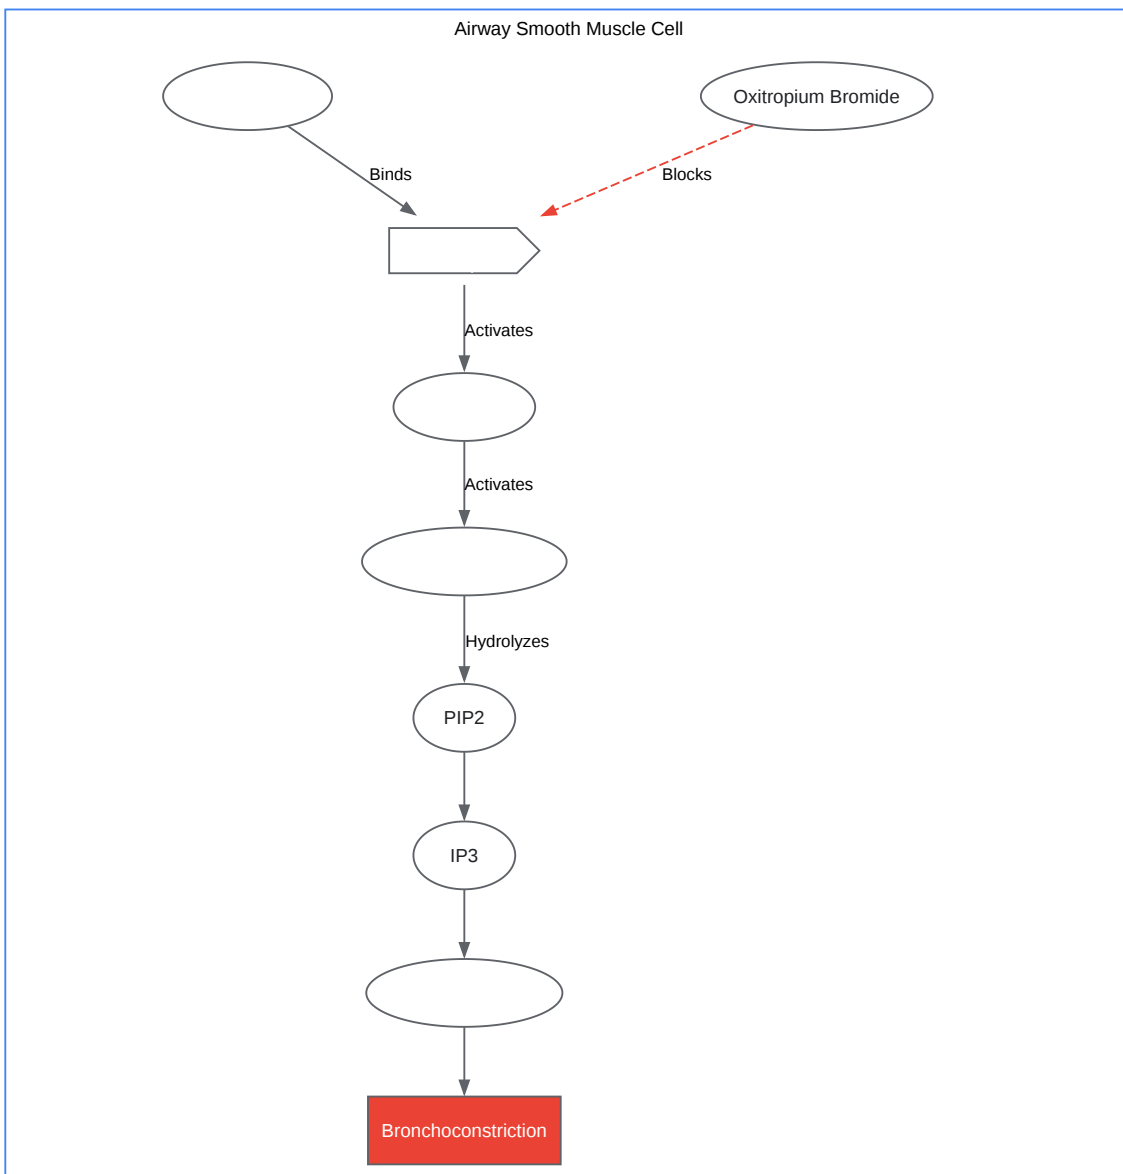 Airway Smooth Muscle Cell
Oxitropium Bromide
Binds
Blocks
Activates
Activates
Hydrolyzes
PIP2
IP3
Bronchoconstriction